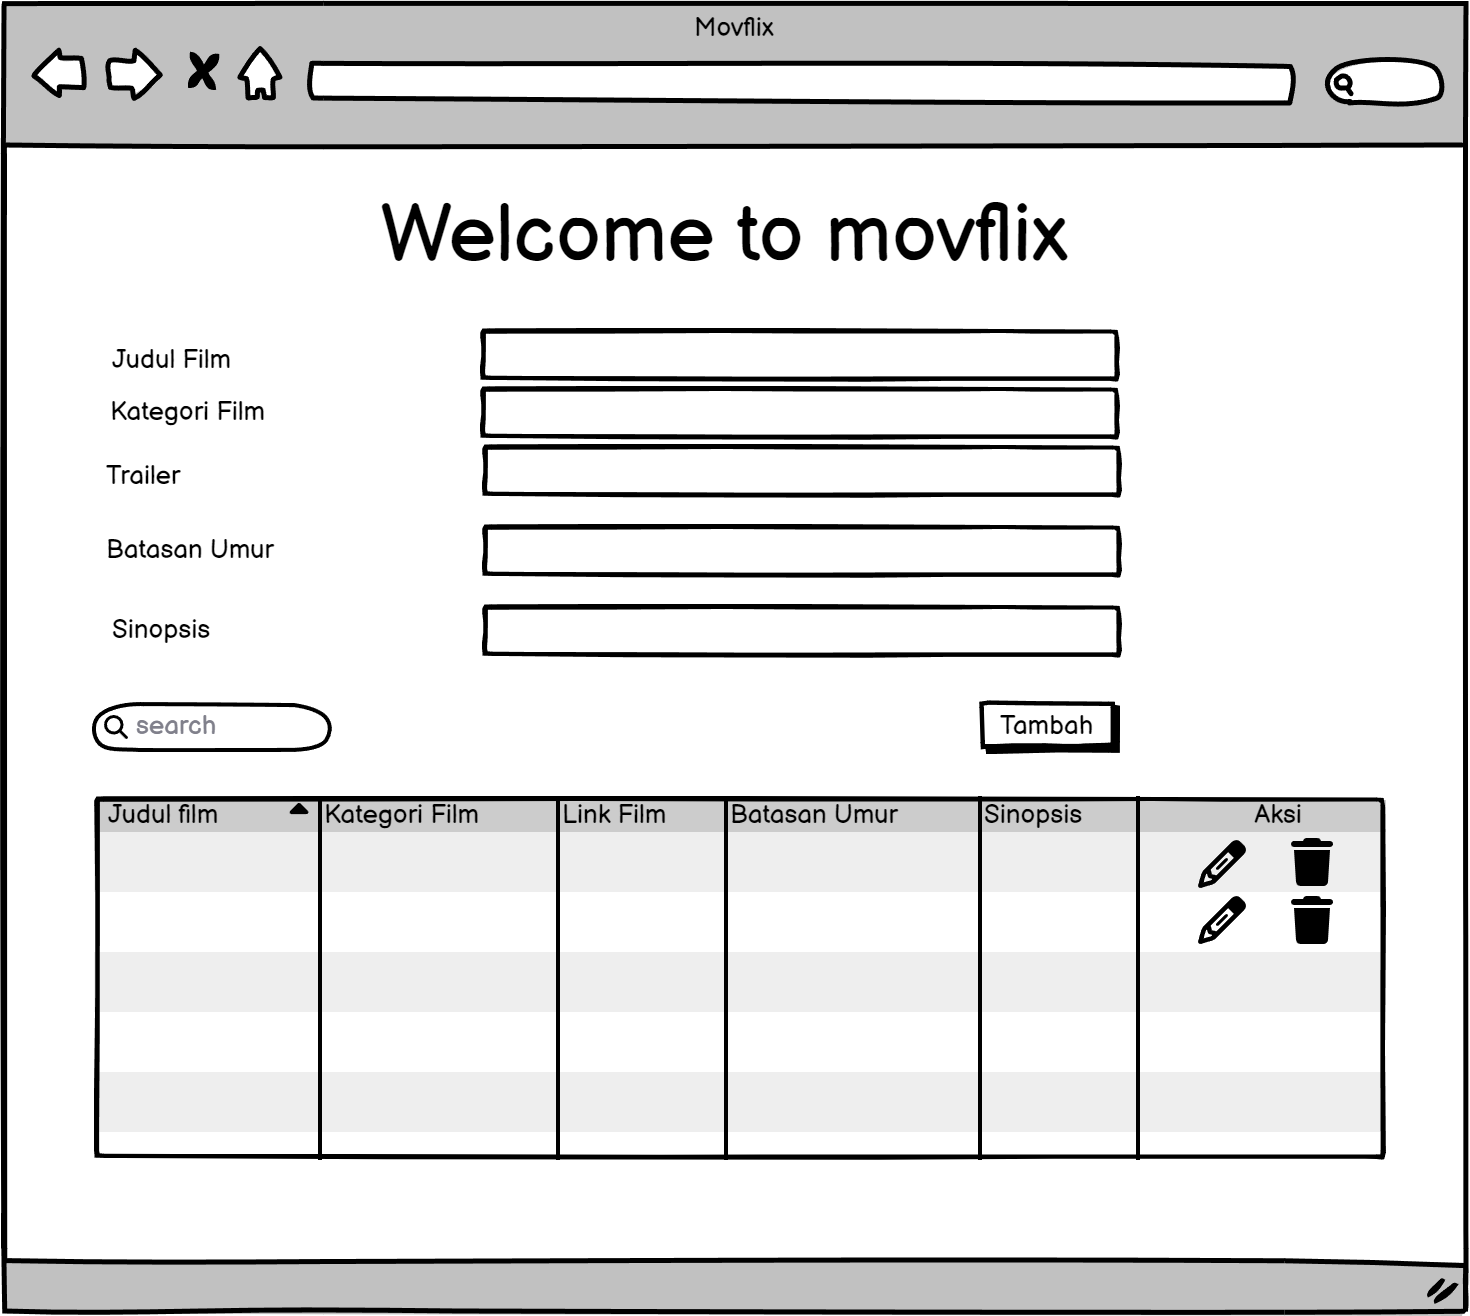 Movflix
Welcome to movflix
Judul Film
Kategori Film
Trailer
Batasan Umur
Sinopsis
search
Tambah
Judul film Kategori Film Link Film Batasan Umur Sinopsis Aksi